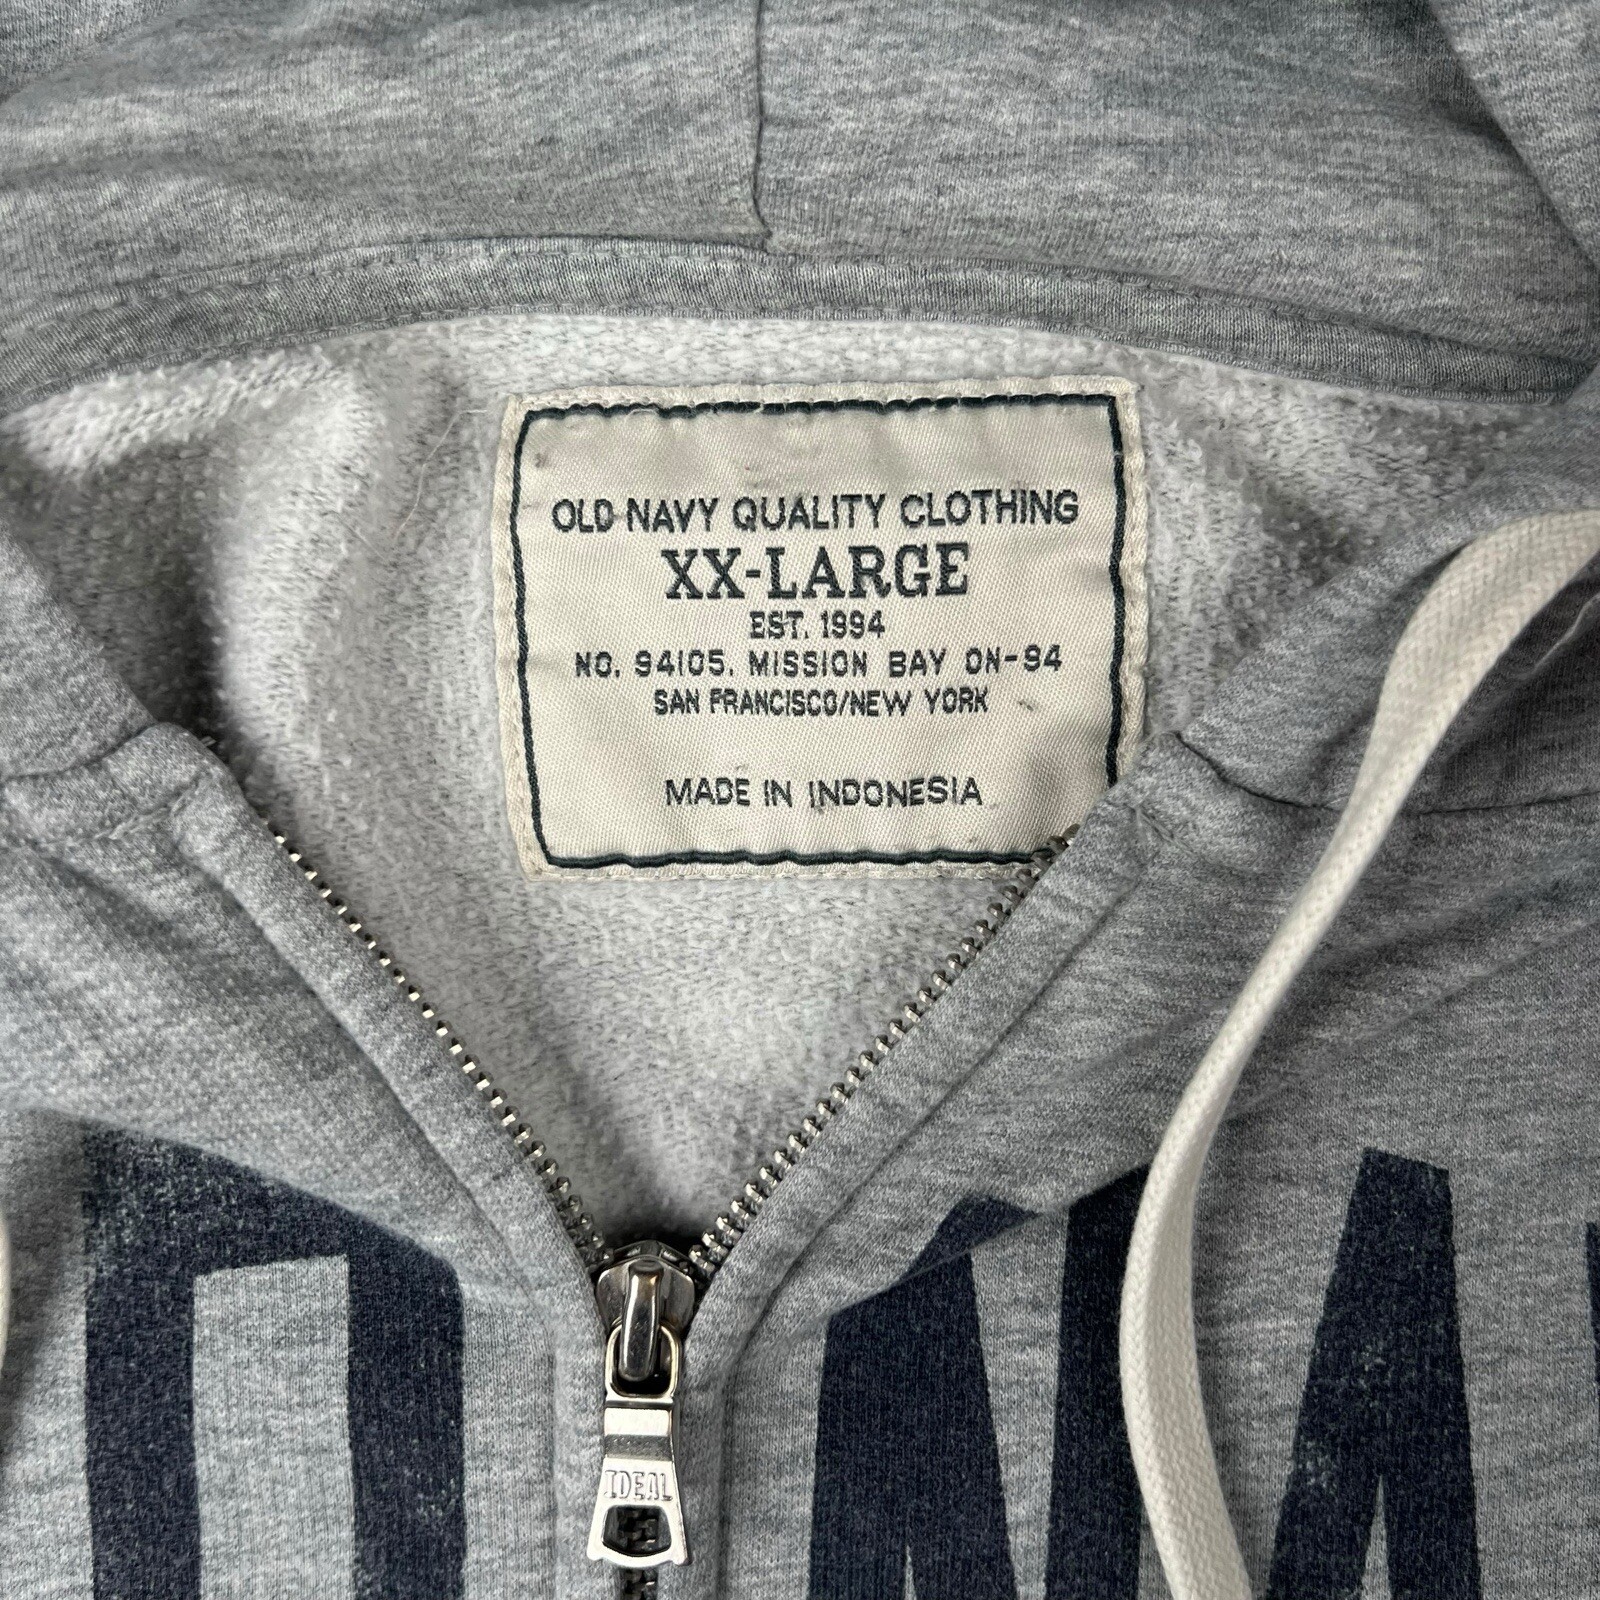 OLD NAVY QUALITY CLOTHING
XX-LARGE
EST. 1994
NO. 94105. MISSION BAY ON-94
SAN FRANCISCO/NEW YORK
MADE IN INDONESIA
IDEAL